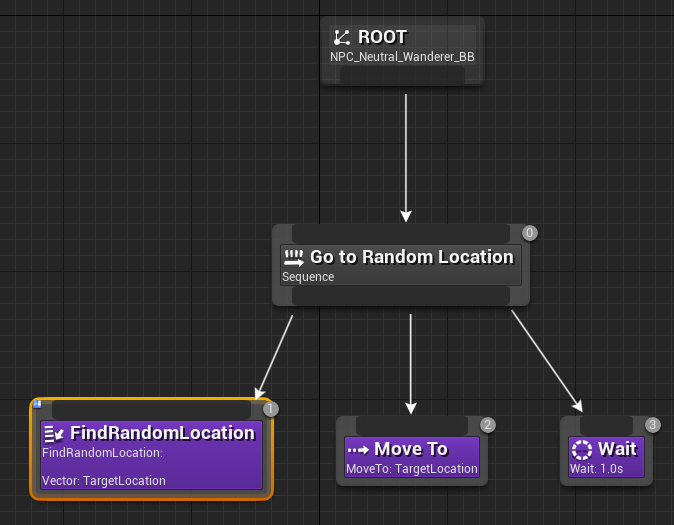 ROOT
NPC_Neutral_Wanderer_BB
0
Go to Random Location
Sequence
1
FindRandomLocation
FindRandomLocation:
Vector: TargetLocation
2
Move To
MoveTo: TargetLocation
3
Wait
Wait: 1.0s